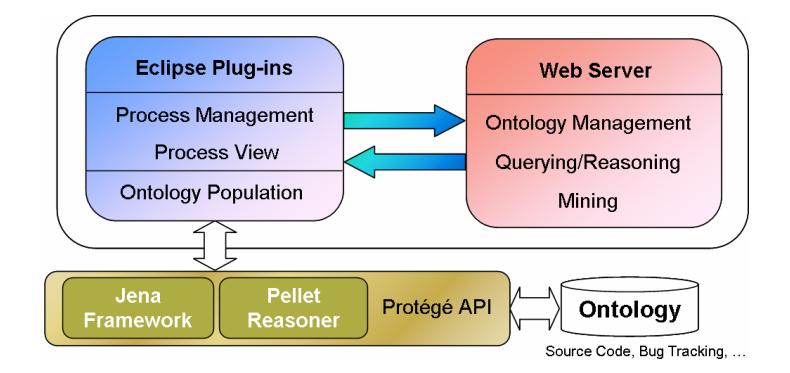 Eclipse Plug-ins
Process Management
Process View
Ontology Population
Web Server
Ontology Management
Querying/Reasoning
Mining
Jena
Framework
Pellet
Reasoner
Protégé API
Ontology
Source Code, Bug Tracking, ...